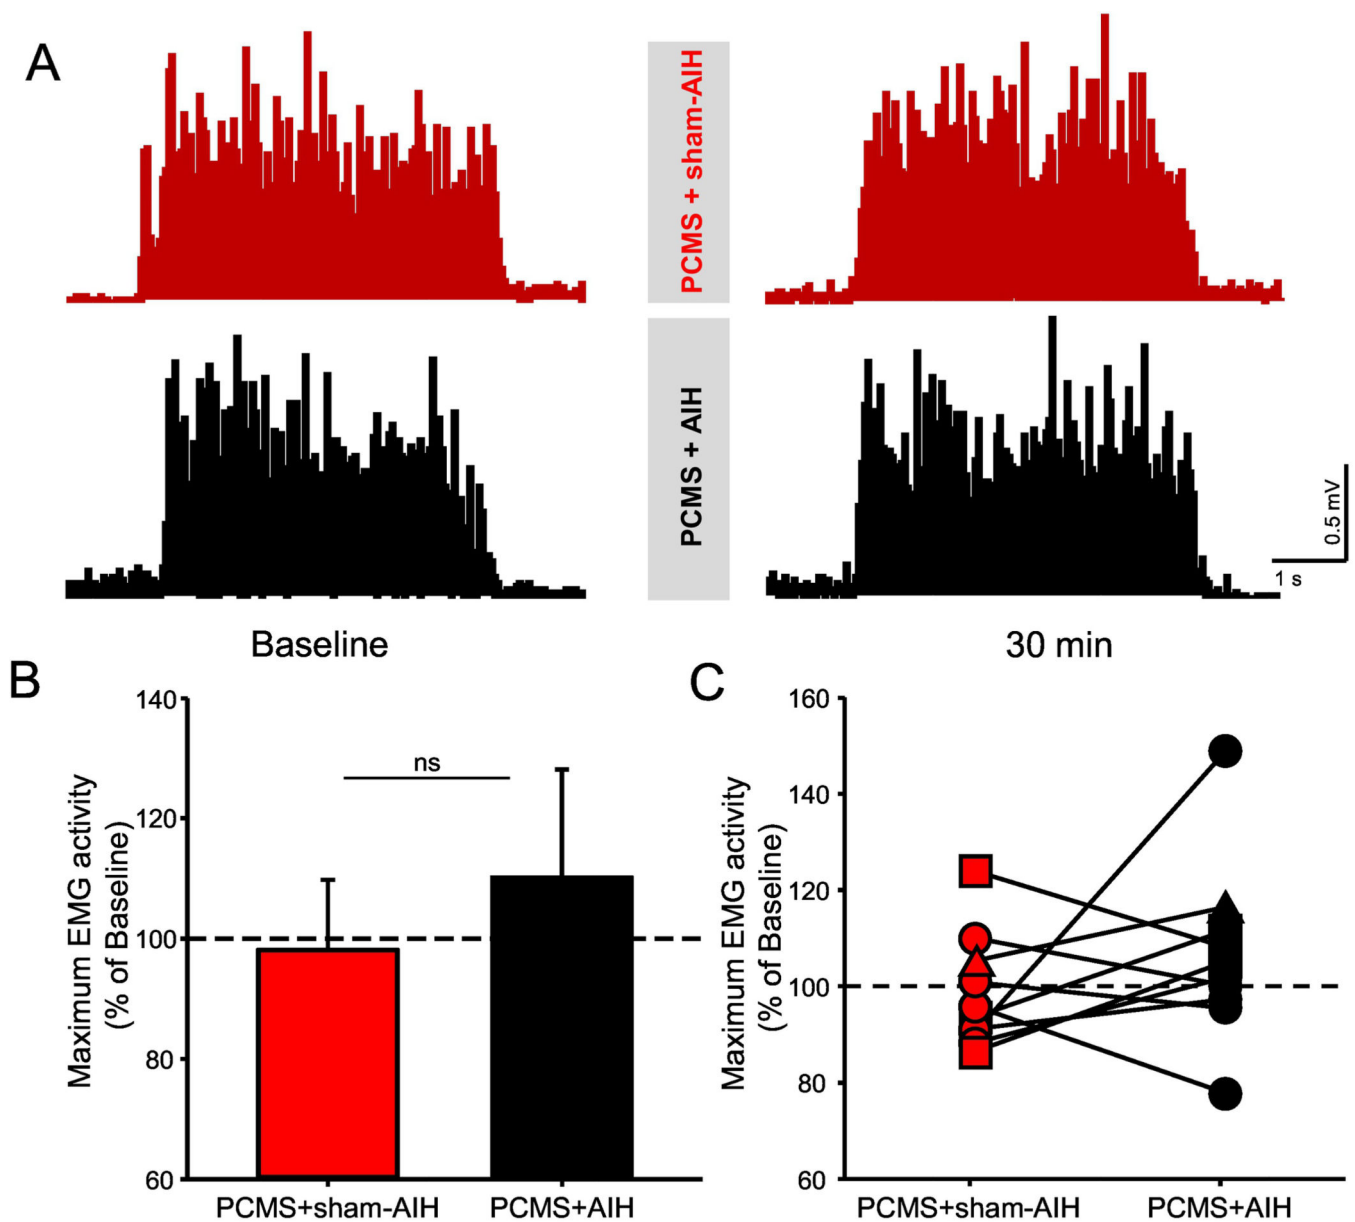 A
PCMS + sham-AIH
PCMS + AIH
0.5 mV
1 s
Baseline
30 min
B
Maximum EMG activity
(% of Baseline)
140
120
100
80
60
ns
PCMS+sham-AIH
PCMS+AIH
C
Maximum EMG activity
(% of Baseline)
160
140
120
100
80
60
PCMS+sham-AIH
PCMS+AIH